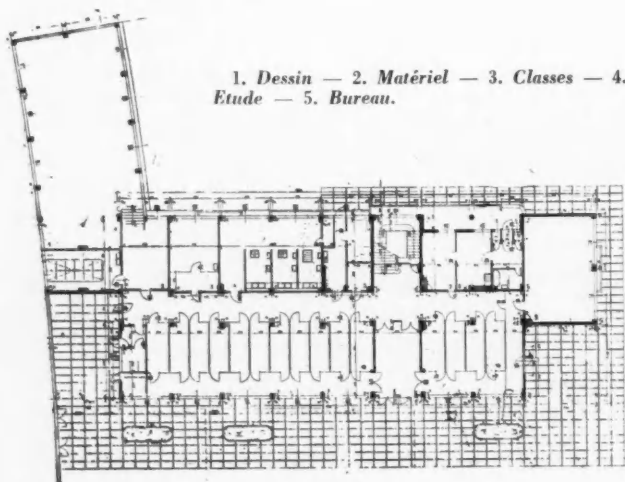 1. Dessin — 2. Matériel — 3. Classes — 4.
Etude — 5. Bureau.